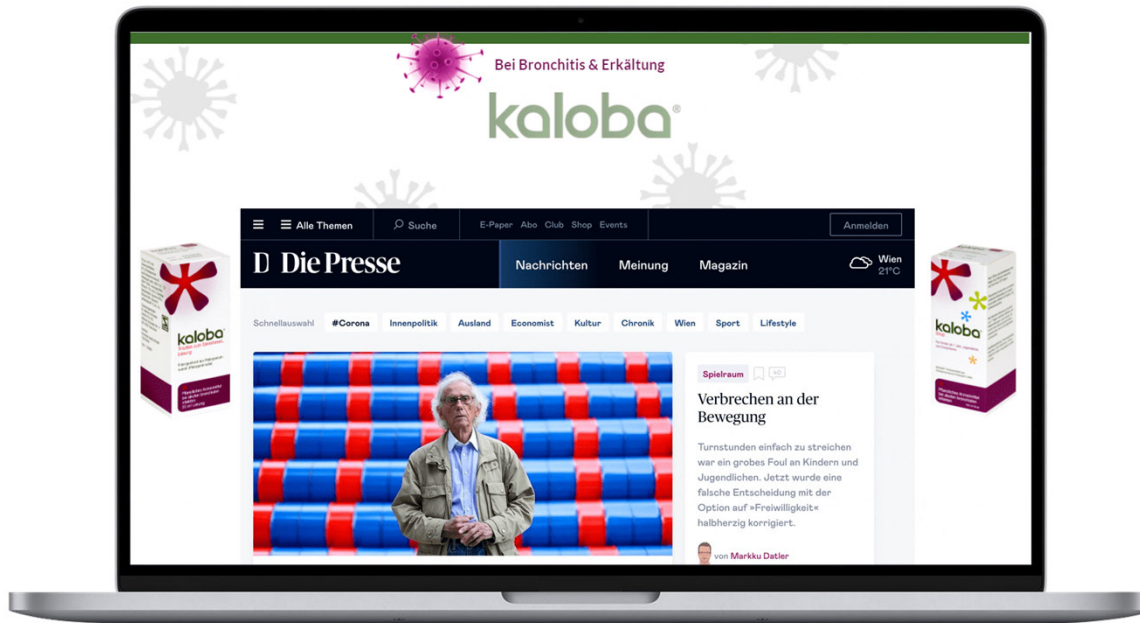 Bei Bronchitis & Erkältung
kaloba®
Alle Themen
Suche
E-Paper Abo Club Shop Events
Anmelden
D Die Presse
Nachrichten
Meinung
Magazin
Wien
21°C
Schnellauswahl
#Corona
Innenpolitik
Ausland
Economist
Kultur
Chronik
Wien
Sport
Lifestyle
Spielraum
Verbrechen an der
Bewegung
Turnstunden einfach zu streichen
war ein grobes Foul an Kindern und
Jugendlichen. Jetzt wurde eine
falsche Entscheidung mit der
Option auf »Freiwilligkeit«
halbherzig korrigiert.
von Markku Datler
kaloba
kaloba